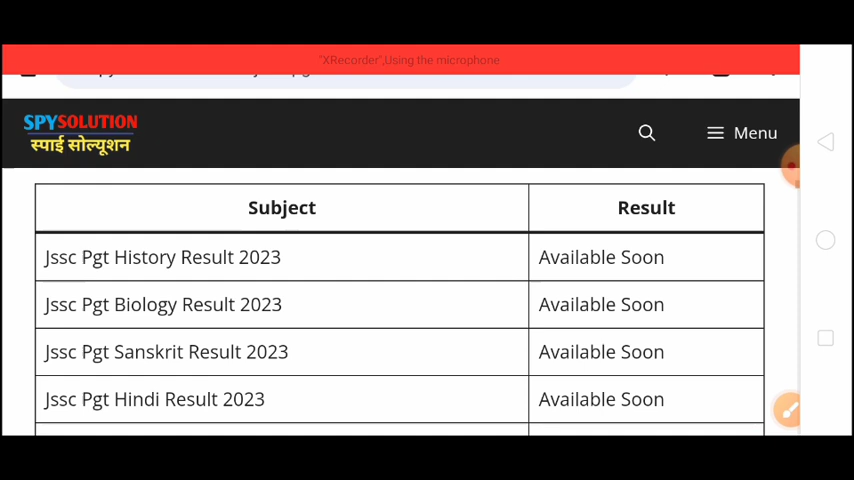 "XRecorder",Using the microphone
SPYSOLUTION
स्पाई सोल्यूशन
Menu
Subject Result
Jssc Pgt History Result 2023 Available Soon
Jssc Pgt Biology Result 2023 Available Soon
Jssc Pgt Sanskrit Result 2023 Available Soon
Jssc Pgt Hindi Result 2023 Available Soon